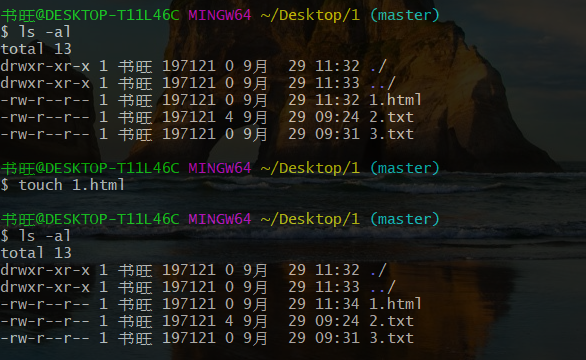 书旺@DESKTOP-T11L46C MINGW64 ~/Desktop/1 (master)
$ ls -al
total 13
drwxr-xr-x 1 书旺 197121 0 9月  29 11:32 ./
drwxr-xr-x 1 书旺 197121 0 9月  29 11:33 ../
-rw-r--r-- 1 书旺 197121 0 9月  29 11:32 1.html
-rw-r--r-- 1 书旺 197121 4 9月  29 09:24 2.txt
-rw-r--r-- 1 书旺 197121 0 9月  29 09:31 3.txt
书旺@DESKTOP-T11L46C MINGW64 ~/Desktop/1 (master)
$ touch 1.html
书旺@DESKTOP-T11L46C MINGW64 ~/Desktop/1 (master)
$ ls -al
total 13
drwxr-xr-x 1 书旺 197121 0 9月  29 11:32 ./
drwxr-xr-x 1 书旺 197121 0 9月  29 11:33 ../
-rw-r--r-- 1 书旺 197121 0 9月  29 11:34 1.html
-rw-r--r-- 1 书旺 197121 4 9月  29 09:24 2.txt
-rw-r--r-- 1 书旺 197121 0 9月  29 09:31 3.txt